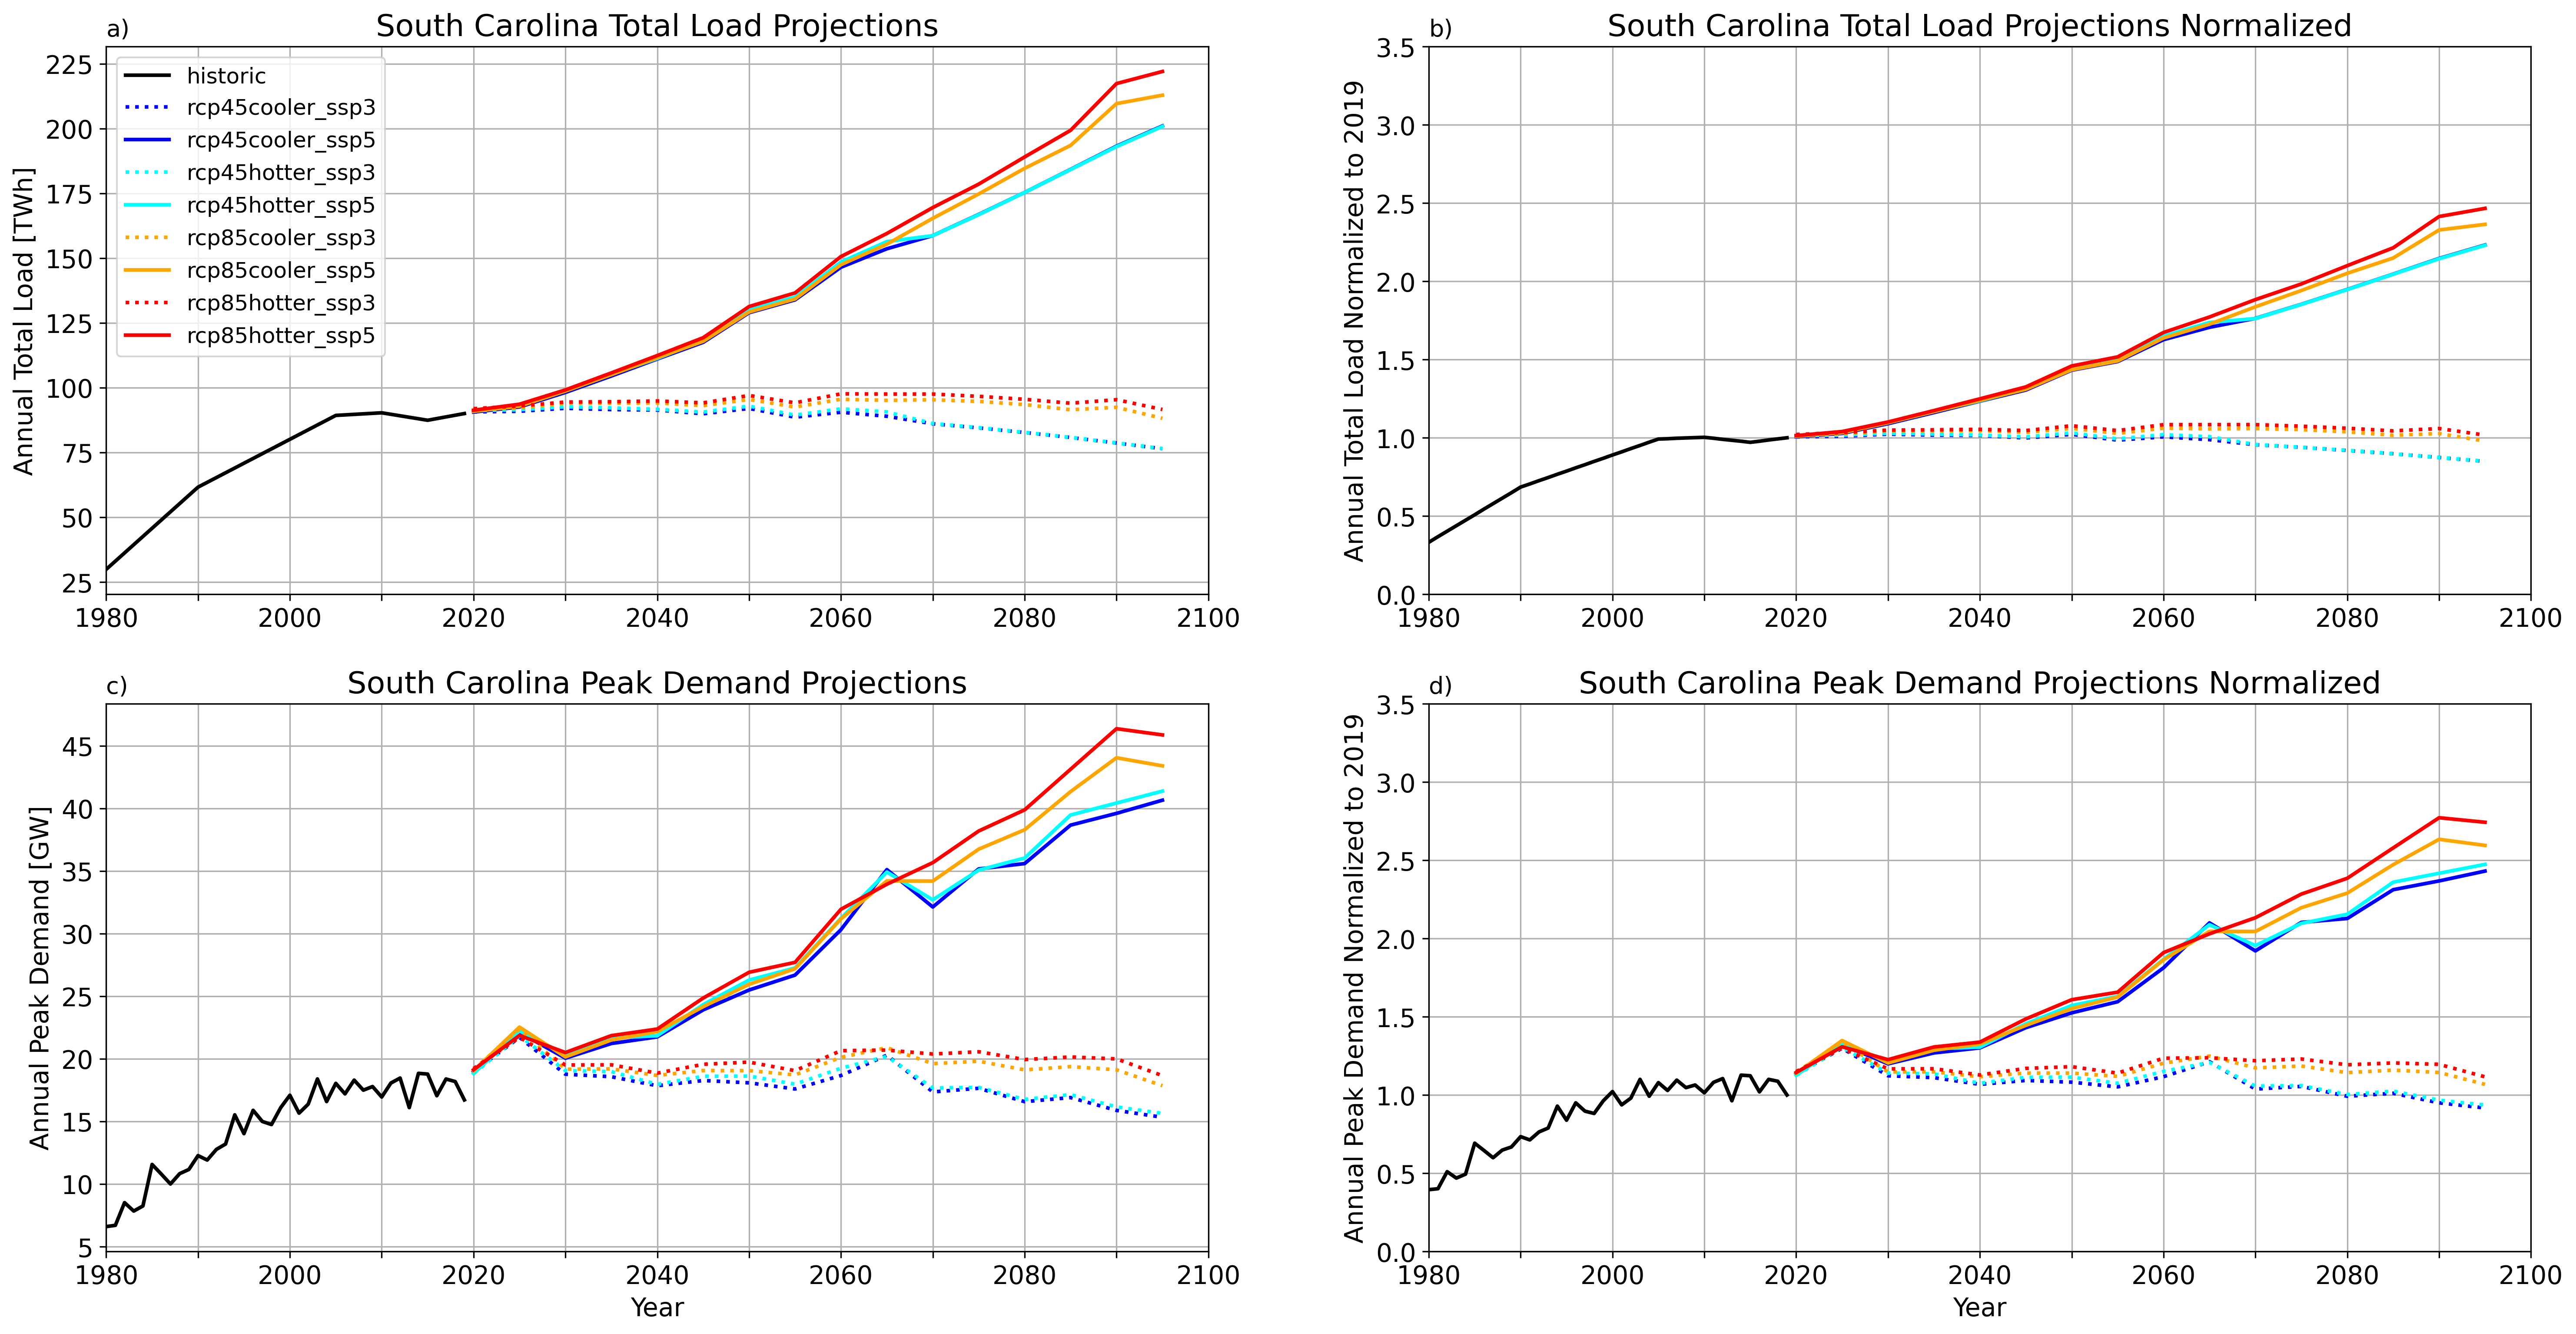 a)
South Carolina Total Load Projections
Annual Total Load [TWh]
225
200
175
150
125
100
75
50
25
historic
rcp45cooler_ssp3
rcp45cooler_ssp5
rcp45hotter_ssp3
rcp45hotter_ssp5
rcp85cooler_ssp3
rcp85cooler_ssp5
rcp85hotter_ssp3
rcp85hotter_ssp5
1980 2000 2020 2040 2060 2080 2100
b)
South Carolina Total Load Projections Normalized
Annual Total Load Normalized to 2019
3.5
3.0
2.5
2.0
1.5
1.0
0.5
0.0
1980 2000 2020 2040 2060 2080 2100
c)
South Carolina Peak Demand Projections
Annual Peak Demand [GW]
45
40
35
30
25
20
15
10
5
1980 2000 2020 2040 2060 2080 2100
Year
d)
South Carolina Peak Demand Projections Normalized
Annual Peak Demand Normalized to 2019
3.5
3.0
2.5
2.0
1.5
1.0
0.5
0.0
1980 2000 2020 2040 2060 2080 2100
Year